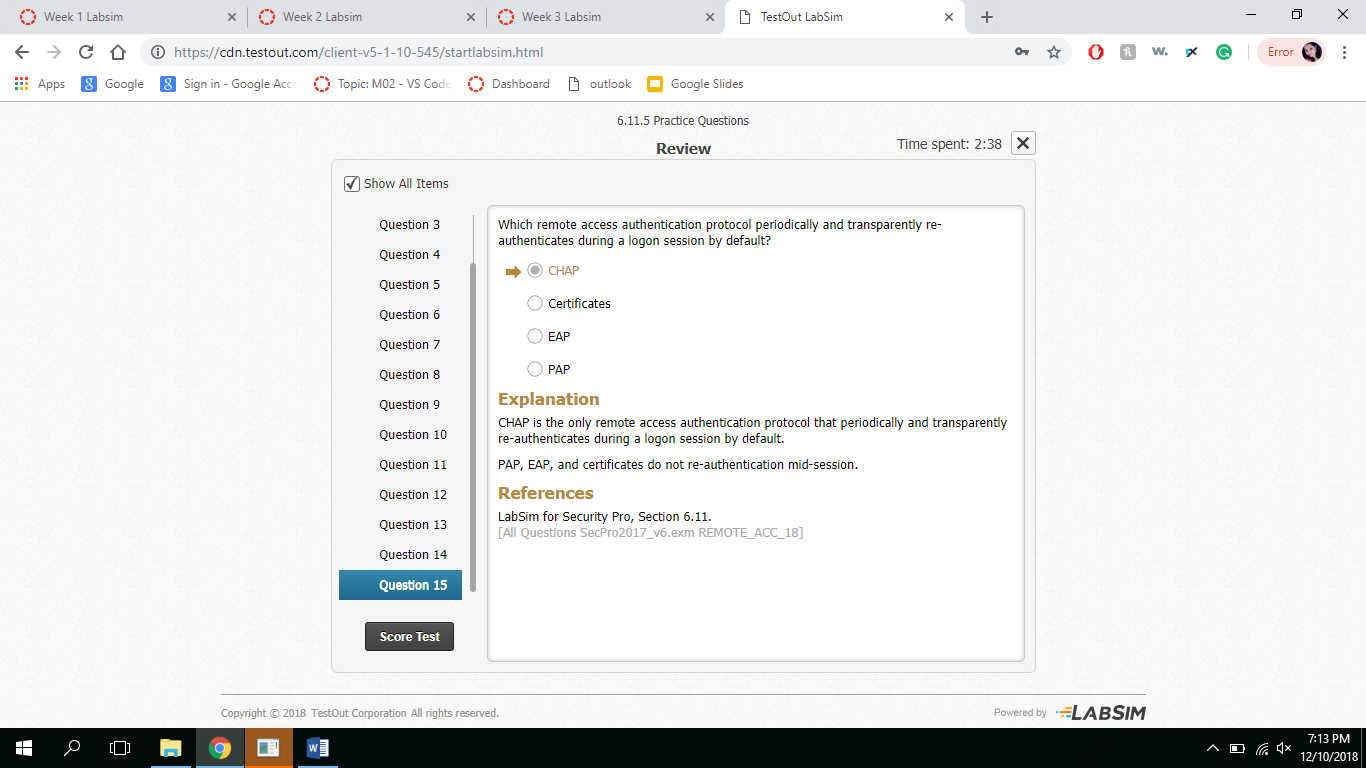 Week 1 Labsim
Week 2 Labsim
Week 3 Labsim
TestOut LabSim
https://cdn.testout.com/client-v5-1-10-545/startlabsim.html
Error
Apps
Google
Sign in - Google Acco
Topic: M02 - VS Code
Dashboard
outlook
Google Slides
6.11.5 Practice Questions
Review
Time spent: 2:38
Show All Items
Question 3
Question 4
Question 5
Question 6
Question 7
Question 8
Question 9
Question 10
Question 11
Question 12
Question 13
Question 14
Question 15
Score Test
Which remote access authentication protocol periodically and transparently re-
authenticates during a logon session by default?
CHAP
Certificates
EAP
PAP
Explanation
CHAP is the only remote access authentication protocol that periodically and transparently
re-authenticates during a logon session by default.
PAP, EAP, and certificates do not re-authentication mid-session.
References
LabSim for Security Pro, Section 6.11.
[All Questions SecPro2017_v6.exm REMOTE_ACC_18]
Copyright © 2018 TestOut Corporation All rights reserved.
Powered by LABSIM
7:13 PM
12/10/2018